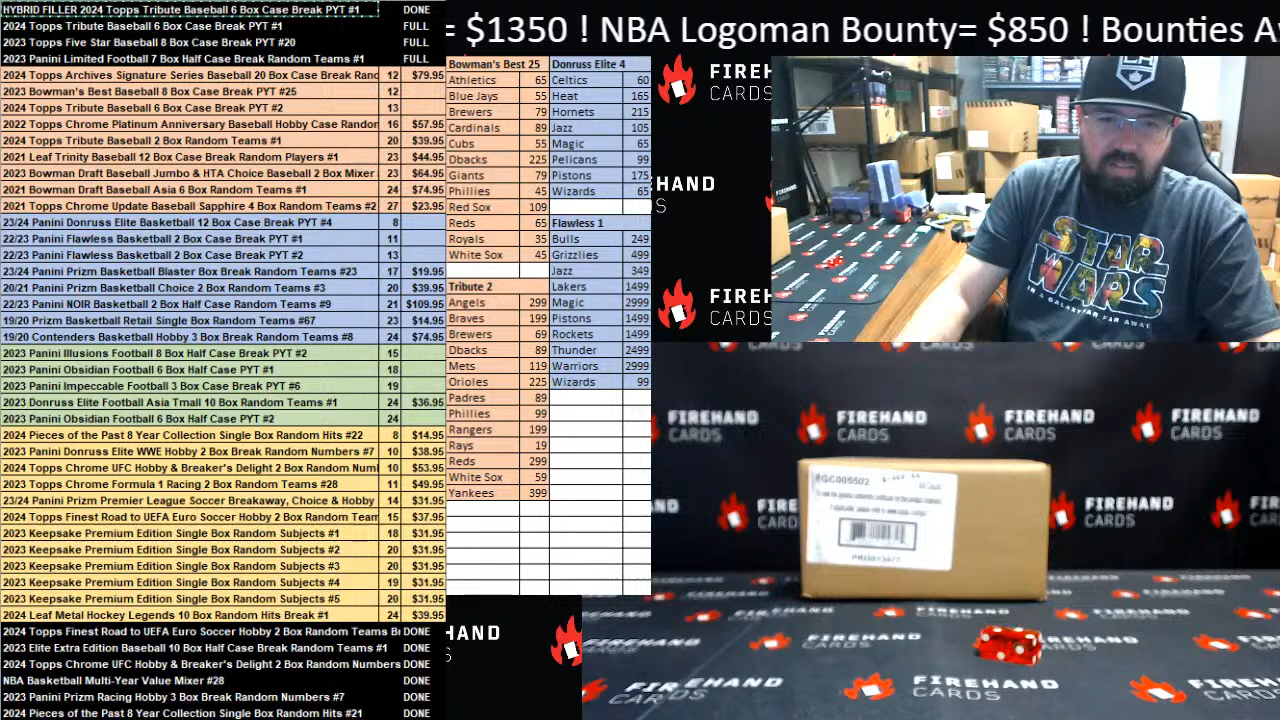 = $1350 ! NBA Logoman Bounty= $850 ! Bounties A
HYBRID FILLER 2024 Topps Tribute Baseball 6 Box Case Break PYT #1 DONE
2024 Topps Tribute Baseball 6 Box Case Break PYT #1 FULL
2023 Topps Five Star Baseball 8 Box Case Break PYT #20 FULL
2023 Panini Limited Football 7 Box Half Case Break Random Teams #1 FULL
2024 Topps Archives Signature Series Baseball 20 Box Case Break Ranc 12 $79.95
2023 Bowman's Best Baseball 8 Box Case Break PYT #25 12
2024 Topps Tribute Baseball 6 Box Case Break PYT #2 13
2022 Topps Chrome Platinum Anniversary Baseball Hobby Case Randor 16 $57.95
2024 Topps Tribute Baseball 2 Box Random Teams #1 20 $39.95
2021 Leaf Trinity Baseball 12 Box Case Break Random Players #1 23 $44.95
2023 Bowman Draft Baseball Jumbo & HTA Choice Baseball 2 Box Mixer 23 $64.95
2021 Bowman Draft Baseball Asia 6 Box Random Teams #1 24 $74.95
2021 Topps Chrome Update Baseball Sapphire 4 Box Random Teams #2 27 $23.95
23/24 Panini Donruss Elite Basketball 12 Box Case Break PYT #4 8
22/23 Panini Flawless Basketball 2 Box Case Break PYT #1 11
22/23 Panini Flawless Basketball 2 Box Case Break PYT #2 13
23/24 Panini Prizm Basketball Blaster Box Break Random Teams #23 17 $19.95
20/21 Panini Prizm Basketball Choice 2 Box Random Teams #3 20 $39.95
22/23 Panini NOIR Basketball 2 Box Half Case Random Teams #9 21 $109.95
19/20 Prizm Basketball Retail Single Box Random Teams #67 23 $14.95
19/20 Contenders Basketball Hobby 3 Box Break Random Teams #8 24 $74.95
2023 Panini Illusions Football 8 Box Half Case Break PYT #2 15
2023 Panini Obsidian Football 6 Box Half Case PYT #1 18
2023 Panini Impeccable Football 3 Box Case Break PYT #6 19
2023 Donruss Elite Football Asia Tmall 10 Box Random Teams #1 24 $36.95
2023 Panini Obsidian Football 6 Box Half Case PYT #2 24
2024 Pieces of the Past 8 Year Collection Single Box Random Hits #22 8 $14.95
2023 Panini Donruss Elite WWE Hobby 2 Box Break Random Numbers #7 10 $38.95
2024 Topps Chrome UFC Hobby & Breaker's Delight 2 Box Random Numl 10 $53.95
2023 Topps Chrome Formula 1 Racing 2 Box Random Teams #28 11 $49.95
23/24 Panini Prizm Premier League Soccer Breakaway, Choice & Hobby 14 $31.95
2024 Topps Finest Road to UEFA Euro Soccer Hobby 2 Box Random Team 15 $37.95
2023 Keepsake Premium Edition Single Box Random Subjects #1 18 $31.95
2023 Keepsake Premium Edition Single Box Random Subjects #2 20 $31.95
2023 Keepsake Premium Edition Single Box Random Subjects #3 20 $31.95
2023 Keepsake Premium Edition Single Box Random Subjects #4 19 $31.95
2023 Keepsake Premium Edition Single Box Random Subjects #5 20 $31.95
2024 Leaf Metal Hockey Legends 10 Box Random Hits Break #1 24 $39.95
2024 Topps Finest Road to UEFA Euro Soccer Hobby 2 Box Random Teams Br DONE
2023 Elite Extra Edition Baseball 10 Box Half Case Break Random Teams #1 DONE
2024 Topps Chrome UFC Hobby & Breaker's Delight 2 Box Random Numbers DONE
NBA Basketball Multi-Year Value Mixer #28 DONE
2023 Panini Prizm Racing Hobby 3 Box Break Random Numbers #7 DONE
2024 Pieces of the Past 8 Year Collection Single Box Random Hits #21 DONE
Bowman's Best 25
Athletics 65
Blue Jays 55
Brewers 79
Cardinals 89
Cubs 55
Dbacks 225
Giants 79
Phillies 45
Red Sox 109
Reds 65
Royals 35
White Sox 45
Tribute 2
Angels 299
Braves 199
Brewers 69
Dbacks 89
Mets 119
Orioles 225
Padres 89
Phillies 99
Rangers 199
Rays 19
Reds 299
White Sox 59
Yankees 399
Donruss Elite 4
Celtics 60
Heat 165
Hornets 215
Jazz 105
Magic 65
Pelicans 99
Pistons 175
Wizards 65
Flawless 1
Bulls 249
Grizzlies 499
Jazz 349
Lakers 1499
Magic 2999
Pistons 1499
Rockets 1499
Thunder 2499
Warriors 2999
Wizards 99
FIREH
CARDS
HAND
FIREH
CARDS
HAND
STAR
WARS
IN A GALAXY FAR FAR AWAY
FIREHAND
CARDS
FIREHAND
CARDS
FIREHAND
CARDS
FIREHAND
CARDS
FIREHAND
CARDS